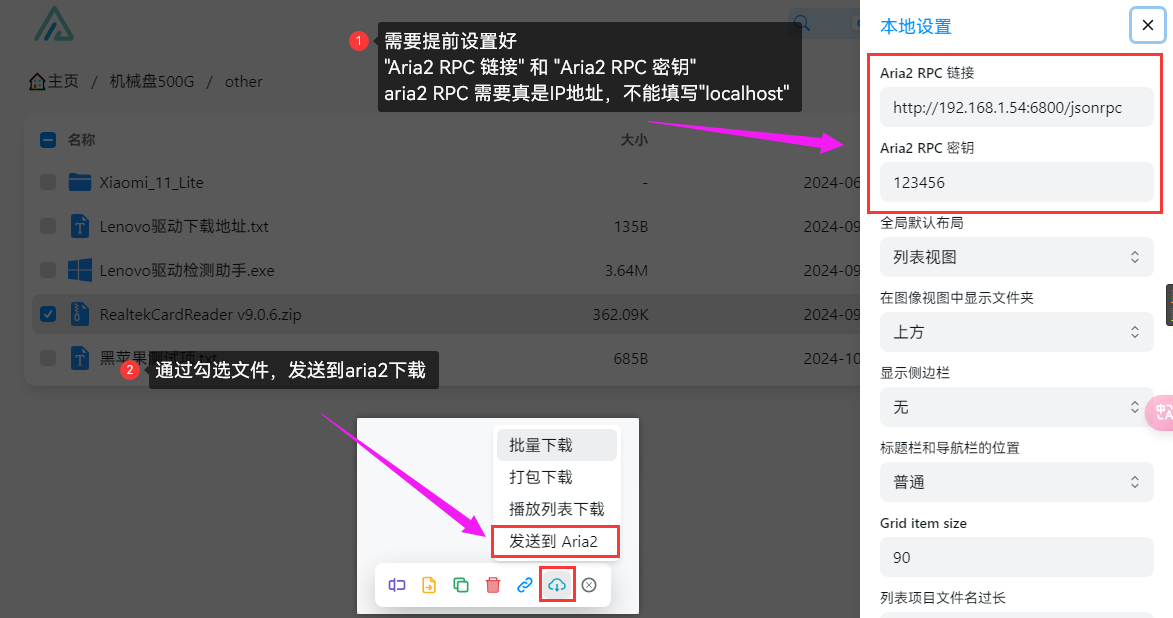 1
需要提前设置好
"Aria2 RPC 链接" 和 "Aria2 RPC 密钥"
aria2 RPC 需要真是IP地址，不能填写"localhost"
主页 / 机械盘500G / other
名称 大小
Xiaomi_11_Lite - 2024-06
Lenovo驱动下载地址.txt 135B 2024-09
Lenovo驱动检测助手.exe 3.64M 2024-09
RealtekCardReader v9.0.6.zip 362.09K 2024-09
黑苹果测试项.txt 685B 2024-10
2
通过勾选文件，发送到aria2下载
批量下载
打包下载
播放列表下载
发送到 Aria2
本地设置
Aria2 RPC 链接
http://192.168.1.54:6800/jsonrpc
Aria2 RPC 密钥
123456
全局默认布局
列表视图
在图像视图中显示文件夹
上方
显示侧边栏
无
标题栏和导航栏的位置
普通
Grid item size
90
列表项目文件名过长